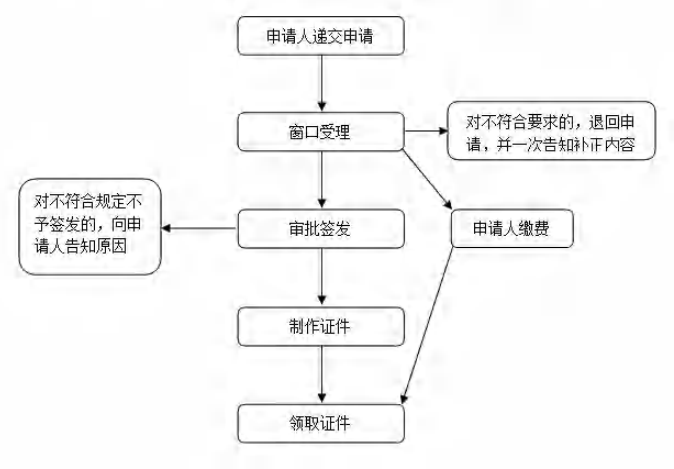 申请人递交申请
窗口受理
对不符合要求的，退回申
请，并一次告知补正内容
对不符合规定不
予签发的，向申
请人告知原因
审批签发
申请人缴费
制作证件
领取证件